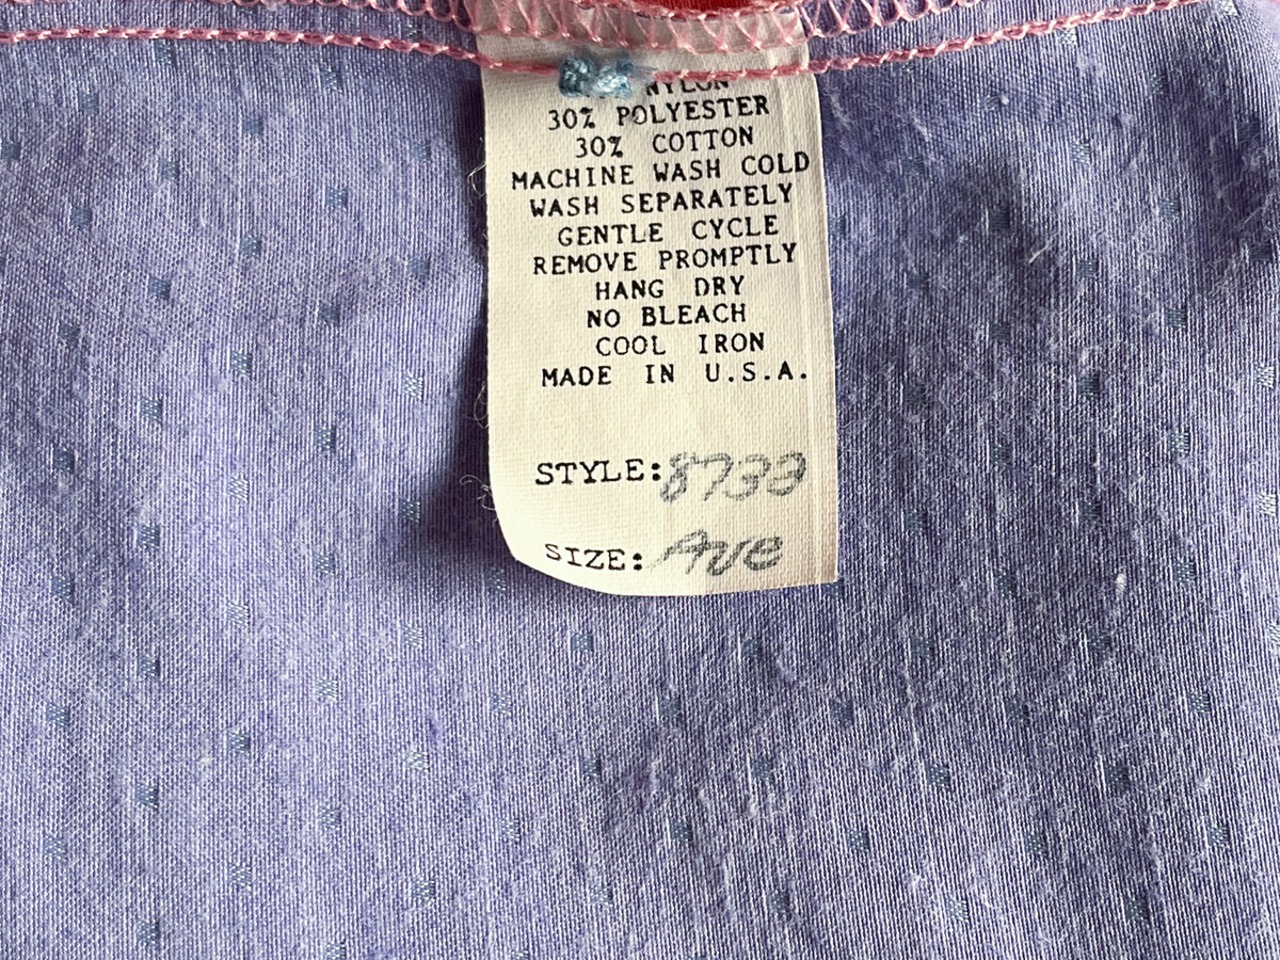 NYLON
30% POLYESTER
30% COTTON
MACHINE WASH COLD
WASH SEPARATELY
GENTLE CYCLE
REMOVE PROMPTLY
HANG DRY
NO BLEACH
COOL IRON
MADE IN U.S.A.
STYLE: 8733
SIZE: Ave